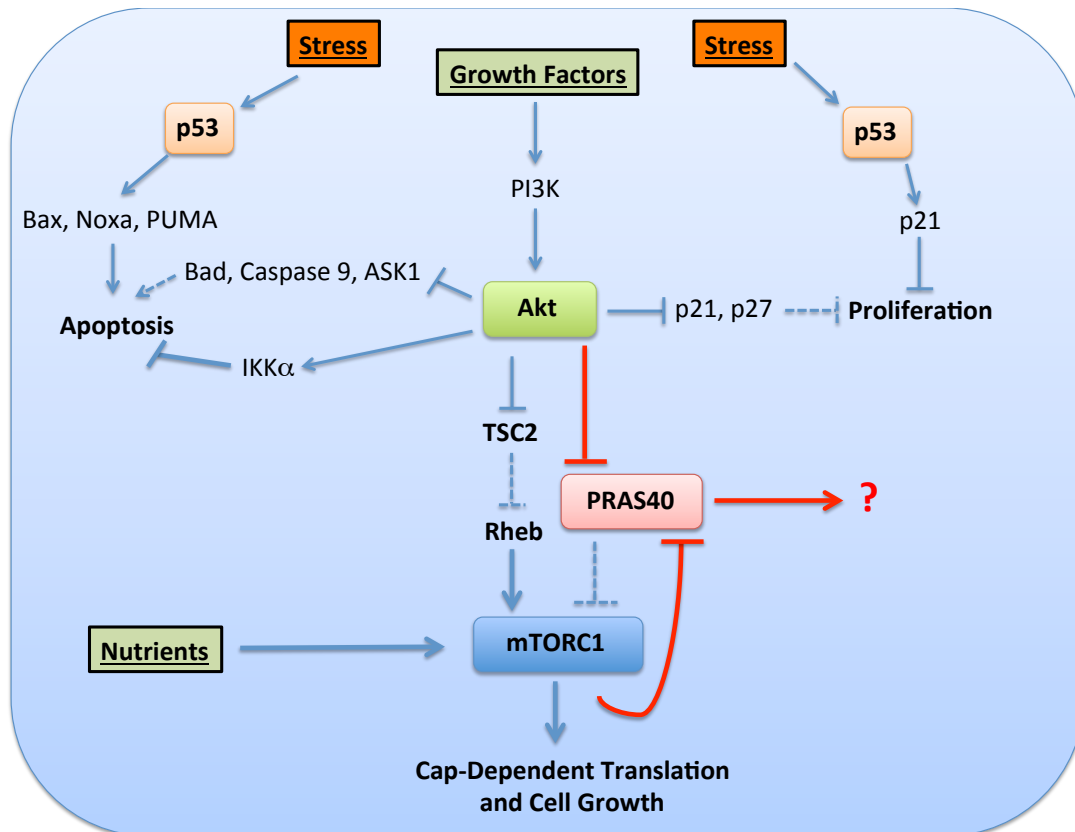 Stress
Growth Factors
Stress
p53
p53
PI3K
Bax, Noxa, PUMA
p21
Bad, Caspase 9, ASK1
Akt
p21, p27
Proliferation
Apoptosis
IKKα
TSC2
PRAS40
?
Rheb
mTORC1
Nutrients
Cap-Dependent Translation
and Cell Growth